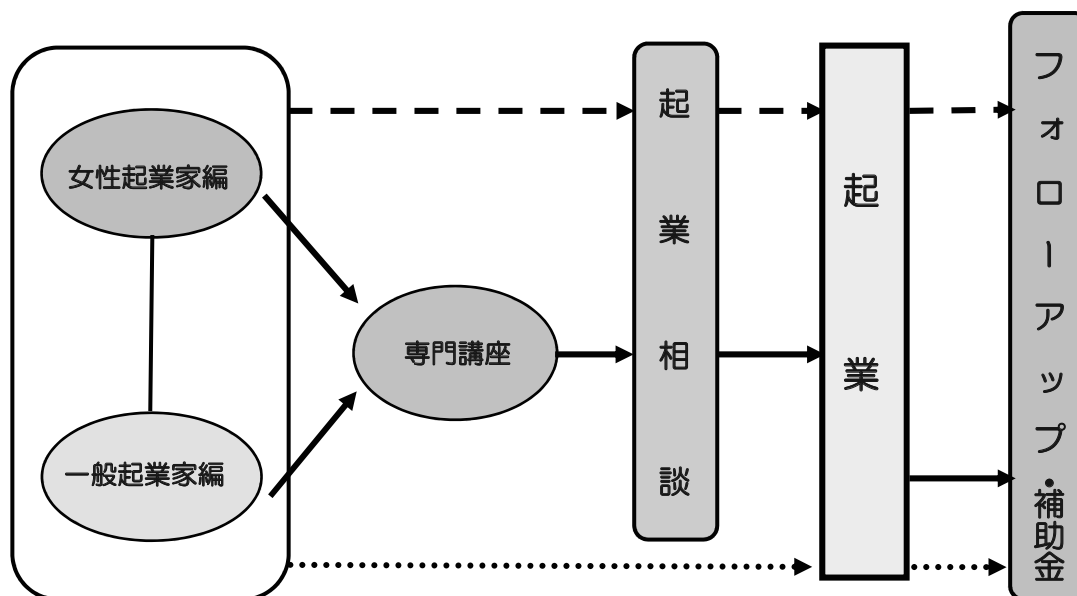 女性起業家編
一般起業家編
専門講座
起業相談
起業
フォローアップ・補助金